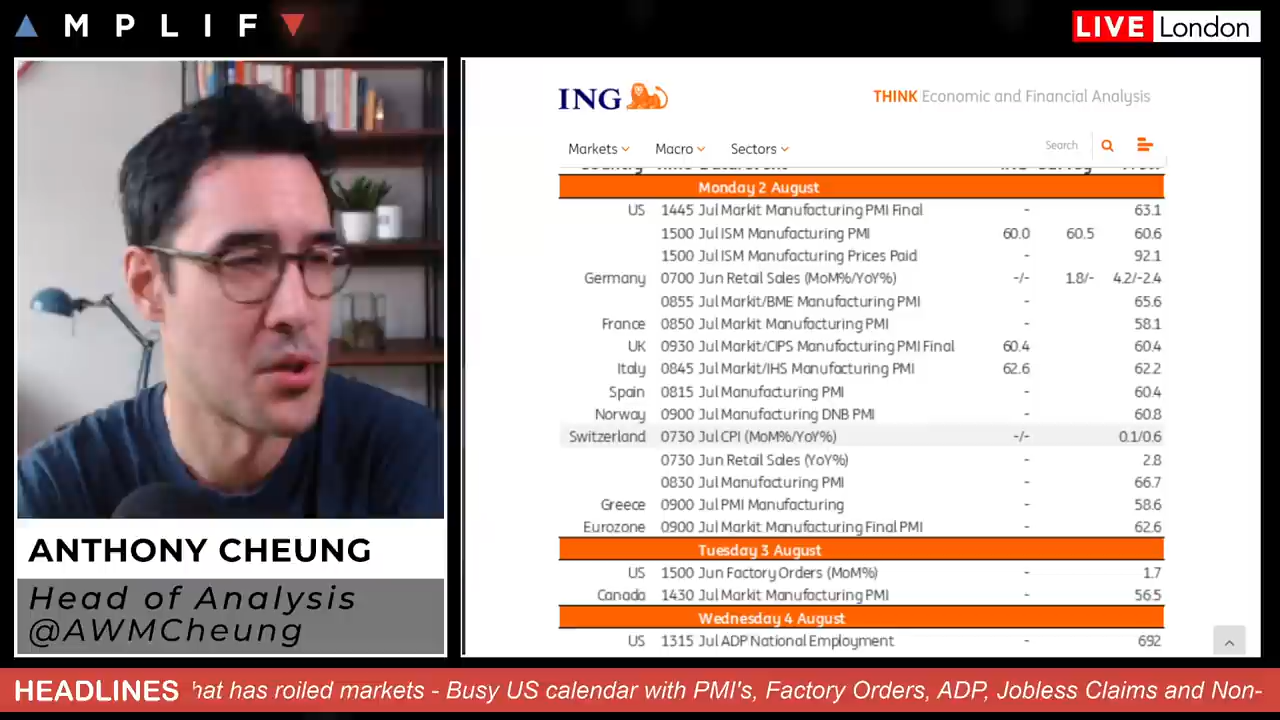 MPLIF
LIVE London
ING
THINK Economic and Financial Analysis
Markets Macro Sectors Search
Monday 2 August
US 1445 Jul Markit Manufacturing PMI Final - 63.1
1500 Jul ISM Manufacturing PMI 60.0 60.5 60.6
1500 Jul ISM Manufacturing Prices Paid - 92.1
Germany 0700 Jun Retail Sales (MoM%/YoY%) -/- 1.8/- 4.2/-2.4
0855 Jul Markit/BME Manufacturing PMI - 65.6
France 0850 Jul Markit Manufacturing PMI - 58.1
UK 0930 Jul Markit/CIPS Manufacturing PMI Final 60.4 60.4
Italy 0845 Jul Markit/IHS Manufacturing PMI 62.6 62.2
Spain 0815 Jul Manufacturing PMI - 60.4
Norway 0900 Jul Manufacturing DNB PMI - 60.8
Switzerland 0730 Jul CPI (MoM%/YoY%) -/- 0.1/0.6
0730 Jun Retail Sales (YoY%) - 2.8
0830 Jul Manufacturing PMI - 66.7
Greece 0900 Jul PMI Manufacturing - 58.6
Eurozone 0900 Jul Markit Manufacturing Final PMI - 62.6
Tuesday 3 August
US 1500 Jun Factory Orders (MoM%) - 1.7
Canada 1430 Jul Markit Manufacturing PMI - 56.5
Wednesday 4 August
US 1315 Jul ADP National Employment - 692
ANTHONY CHEUNG
Head of Analysis
@AWMCheung
HEADLINES hat has roiled markets - Busy US calendar with PMI's, Factory Orders, ADP, Jobless Claims and Non-